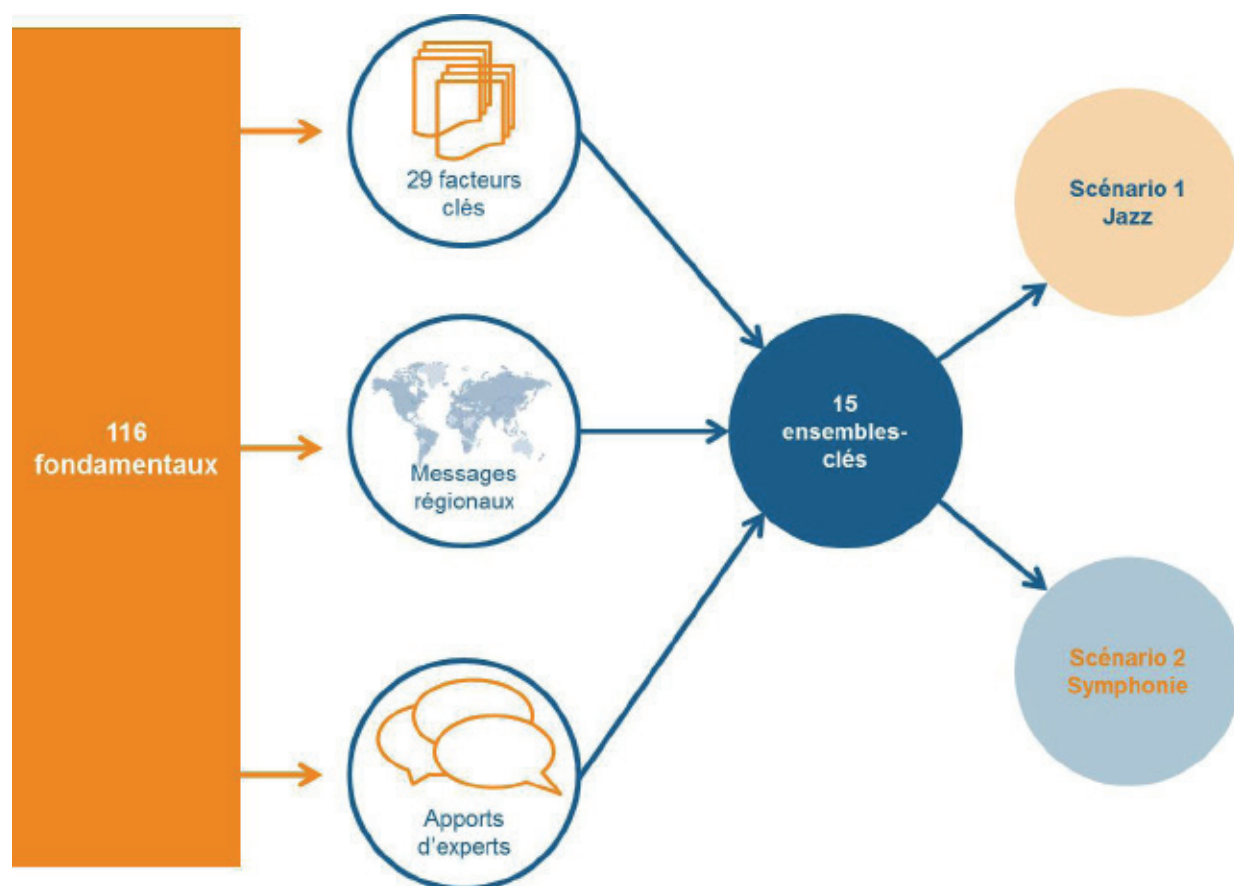 116
fondamentaux
29 facteurs
clés
Messages
régionaux
Apports
d'experts
15
ensembles-
clés
Scénario 1
Jazz
Scénario 2
Symphonie